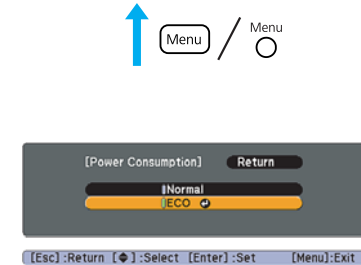 Menu / Menu
[Power Consumption] Return
Normal
ECO
[Esc] :Return [◆] :Select [Enter] :Set [Menu]:Exit